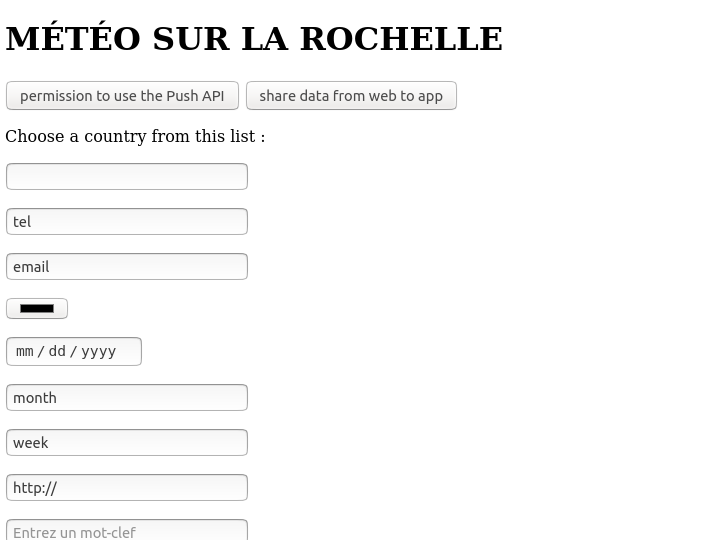 MÉTÉO SUR LA ROCHELLE
permission to use the Push API share data from web to app
Choose a country from this list :
tel
email
mm / dd / yyyy
month
week
http://
Entrez un mot-clef